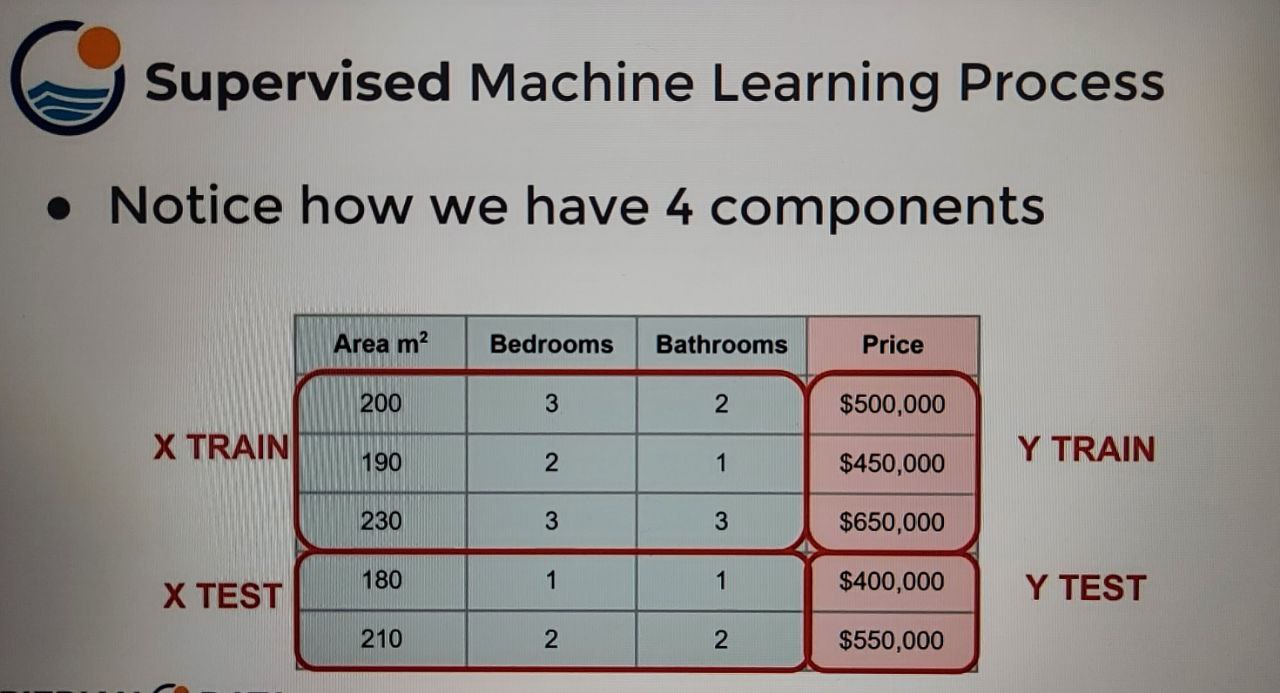 Supervised Machine Learning Process
• Notice how we have 4 components
Area m² Bedrooms Bathrooms Price
200 3 2 $500,000
X TRAIN 190 2 1 $450,000 Y TRAIN
230 3 3 $650,000
X TEST 180 1 1 $400,000 Y TEST
210 2 2 $550,000